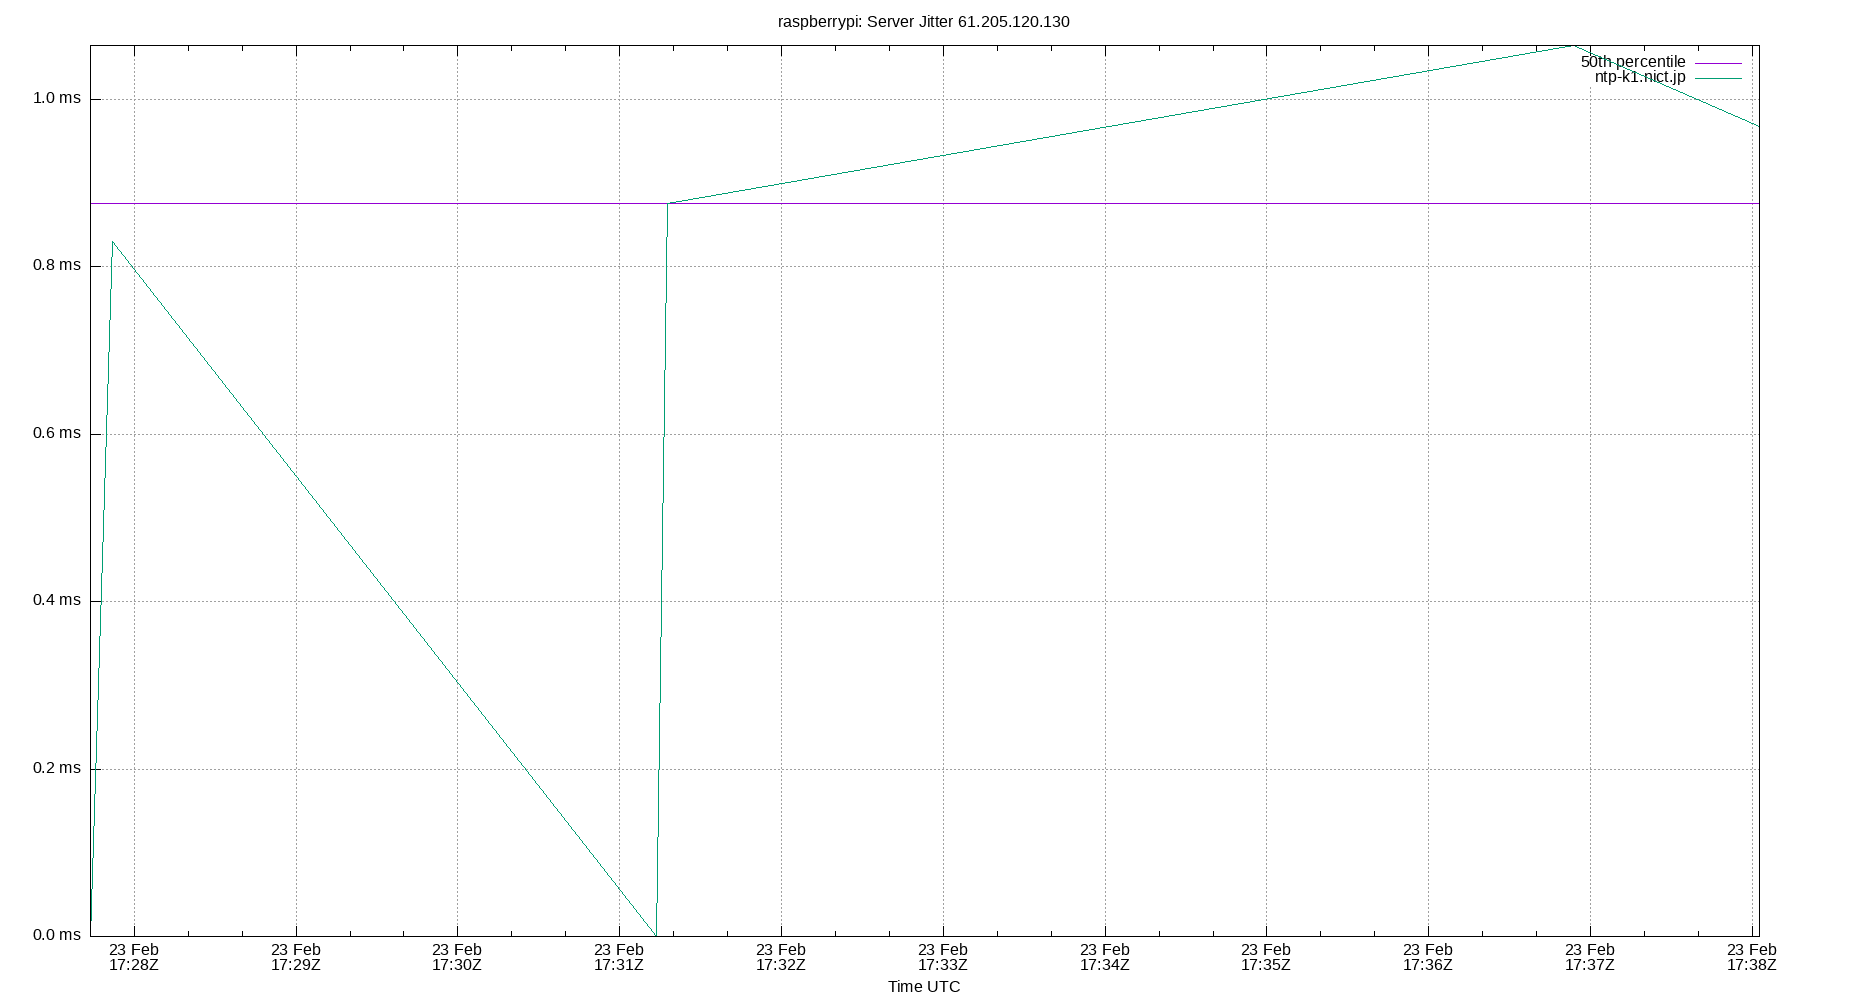 raspberrypi: Server Jitter 61.205.120.130
50th percentile
ntp-k1.nict.jp
1.0 ms
0.8 ms
0.6 ms
0.4 ms
0.2 ms
0.0 ms
23 Feb 23 Feb 23 Feb 23 Feb 23 Feb 23 Feb 23 Feb 23 Feb 23 Feb 23 Feb 23 Feb
17:28Z 17:29Z 17:30Z 17:31Z 17:32Z 17:33Z 17:34Z 17:35Z 17:36Z 17:37Z 17:38Z
Time UTC